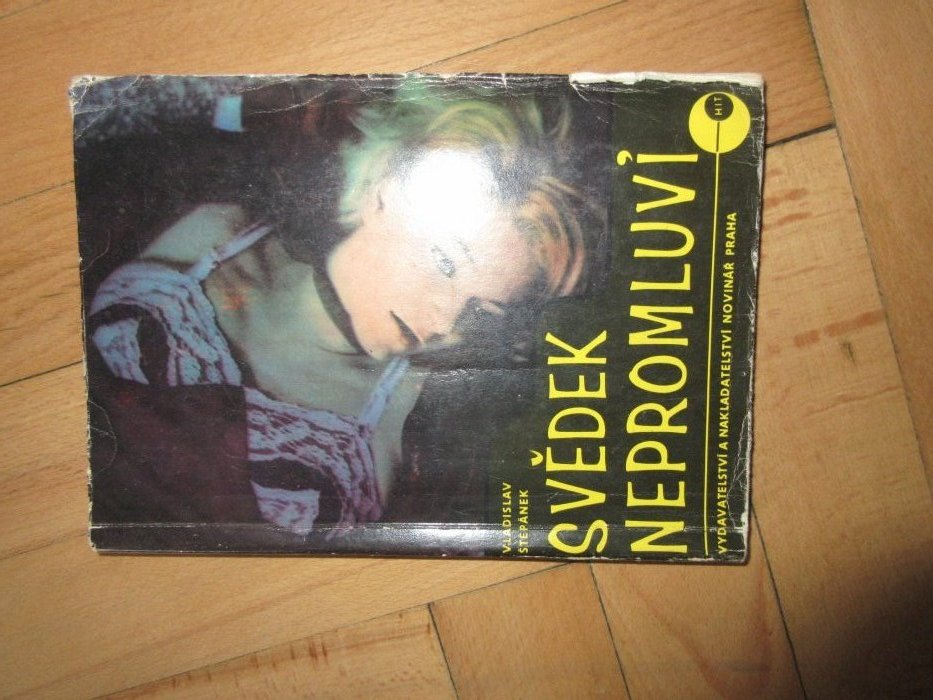 VLADISLAV
ŠTĚPÁNEK
SVĚDEK
NEPROMLUVÍ
HIT
VYDAVATELSTVÍ A NAKLADATELSTVÍ NOVINÁŘ PRAHA